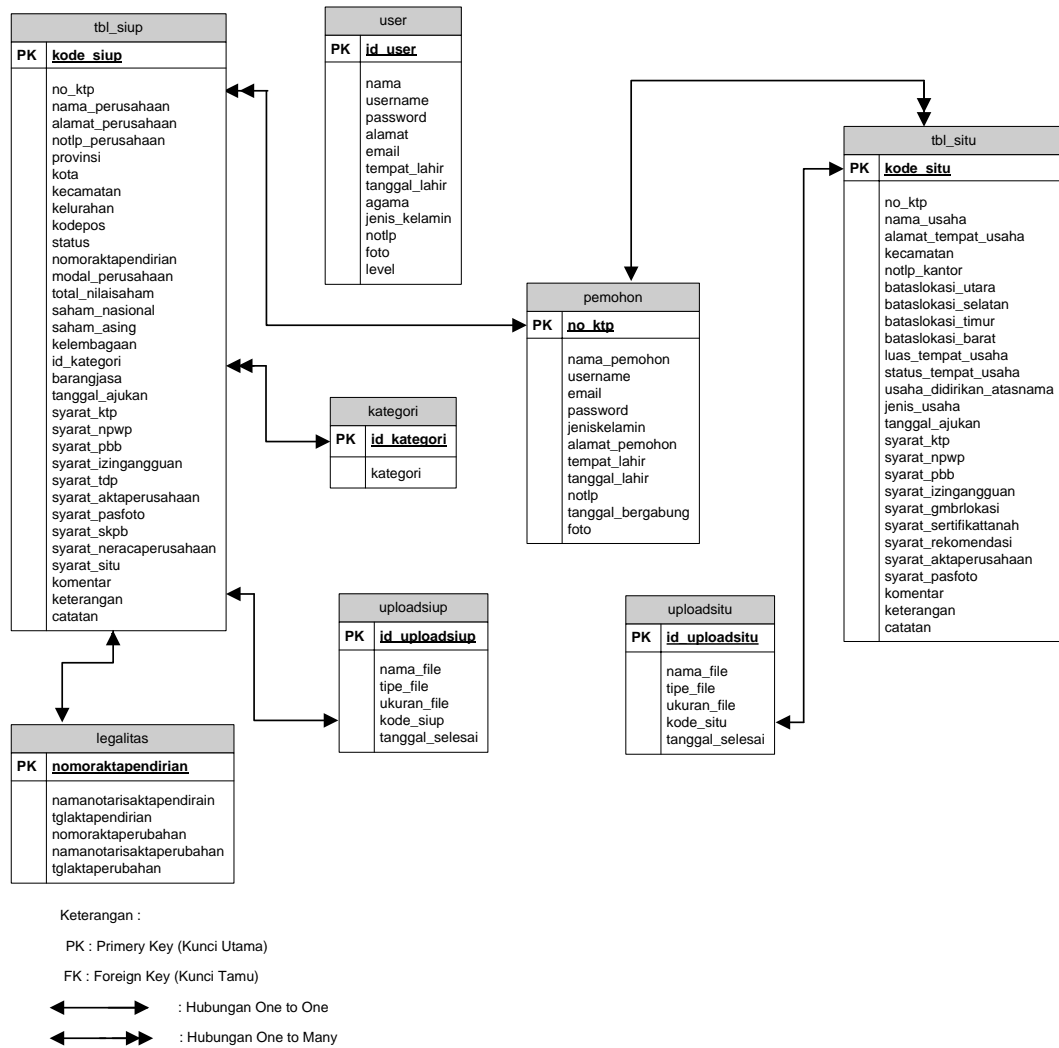 tbl_siup
PK kode_siup
no_ktp
nama_perusahaan
alamat_perusahaan
notlp_perusahaan
provinsi
kota
kecamatan
kelurahan
kodepos
status
nomoraktapendirian
modal_perusahaan
total_nilaisaham
saham_nasional
saham_asing
kelembagaan
id_kategori
barangjasa
tanggal_ajukan
syarat_ktp
syarat_npwp
syarat_pbb
syarat_izingangguan
syarat_tdp
syarat_aktaperusahaan
syarat_pasfoto
syarat_skpb
syarat_neracaperusahaan
syarat_situ
komentar
keterangan
catatan
user
PK id_user
nama
username
password
alamat
email
tempat_lahir
tanggal_lahir
agama
jenis_kelamin
notlp
foto
level
tbl_situ
PK kode_situ
no_ktp
nama_usaha
alamat_tempat_usaha
kecamatan
notlp_kantor
bataslokasi_utara
bataslokasi_selatan
bataslokasi_timur
bataslokasi_barat
luas_tempat_usaha
status_tempat_usaha
usaha_didirikan_atasnama
jenis_usaha
tanggal_ajukan
syarat_ktp
syarat_npwp
syarat_pbb
syarat_izingangguan
syarat_gmbrlokasi
syarat_sertifikattanah
syarat_rekomendasi
syarat_aktaperusahaan
syarat_pasfoto
komentar
keterangan
catatan
pemohon
PK no_ktp
nama_pemohon
username
email
password
jeniskelamin
alamat_pemohon
tempat_lahir
tanggal_lahir
notlp
tanggal_bergabung
foto
kategori
PK id_kategori
kategori
uploadsiup
PK id_uploadsiup
nama_file
tipe_file
ukuran_file
kode_siup
tanggal_selesai
uploadsitu
PK id_uploadsitu
nama_file
tipe_file
ukuran_file
kode_situ
tanggal_selesai
legalitas
PK nomoraktapendirian
namanotarisaktapendirain
tglaktapendirian
nomoraktaperubahan
namanotarisaktaperubahan
tglaktaperubahan
Keterangan :
PK : Primery Key (Kunci Utama)
FK : Foreign Key (Kunci Tamu)
: Hubungan One to One
: Hubungan One to Many